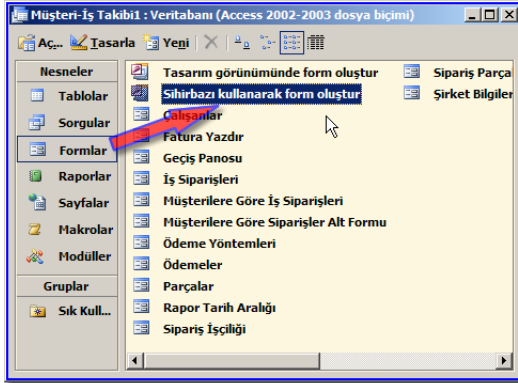 Müşteri-İş Takibi1 : Veritabanı (Access 2002-2003 dosya biçimi)
Aç... Tasarla Yeni
Nesneler
Tablolar
Sorgular
Formlar
Raporlar
Sayfalar
Makrolar
Modüller
Gruplar
Sık Kull...
Tasarım görünümünde form oluştur
Sihirbazı kullanarak form oluştur
Çalışanlar
Fatura Yazdır
Geçiş Panosu
İş Siparişleri
Müşterilere Göre İş Siparişleri
Müşterilere Göre Siparişler Alt Formu
Ödeme Yöntemleri
Ödemeler
Parçalar
Rapor Tarih Aralığı
Sipariş İşçiliği
Sipariş Parça
Şirket Bilgiler